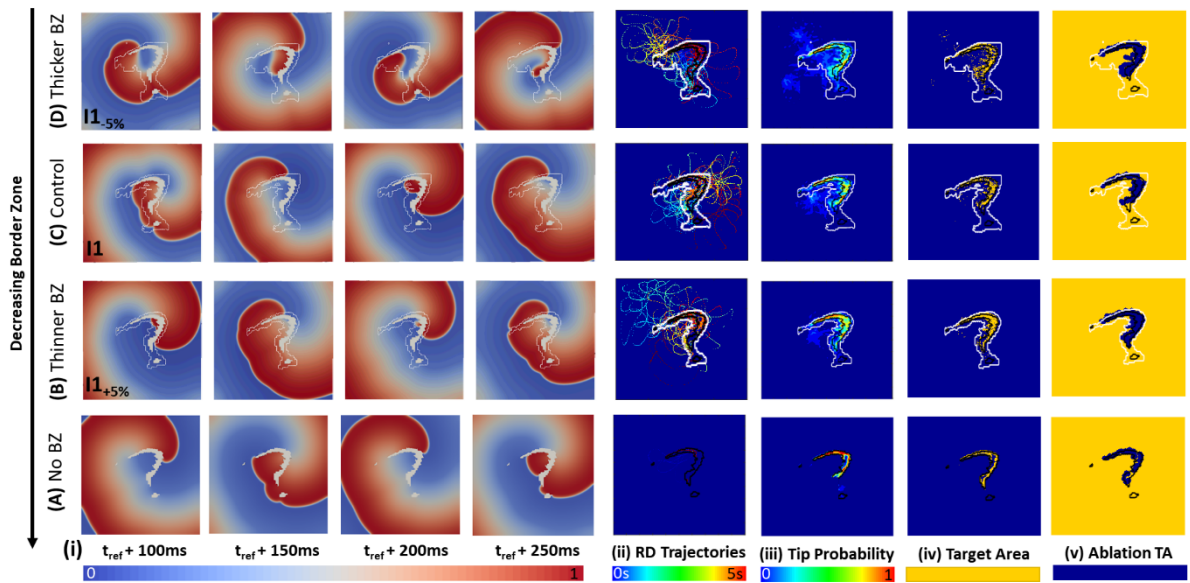 Decreasing Border Zone
(D) Thicker BZ
I1-5%
(C) Control
I1
(B) Thinner BZ
I1+5%
(A) No BZ
(i)
tref + 100ms
tref + 150ms
tref + 200ms
tref + 250ms
(ii) RD Trajectories
(iii) Tip Probability
(iv) Target Area
(v) Ablation TA
0 1
0s 5s
0 1